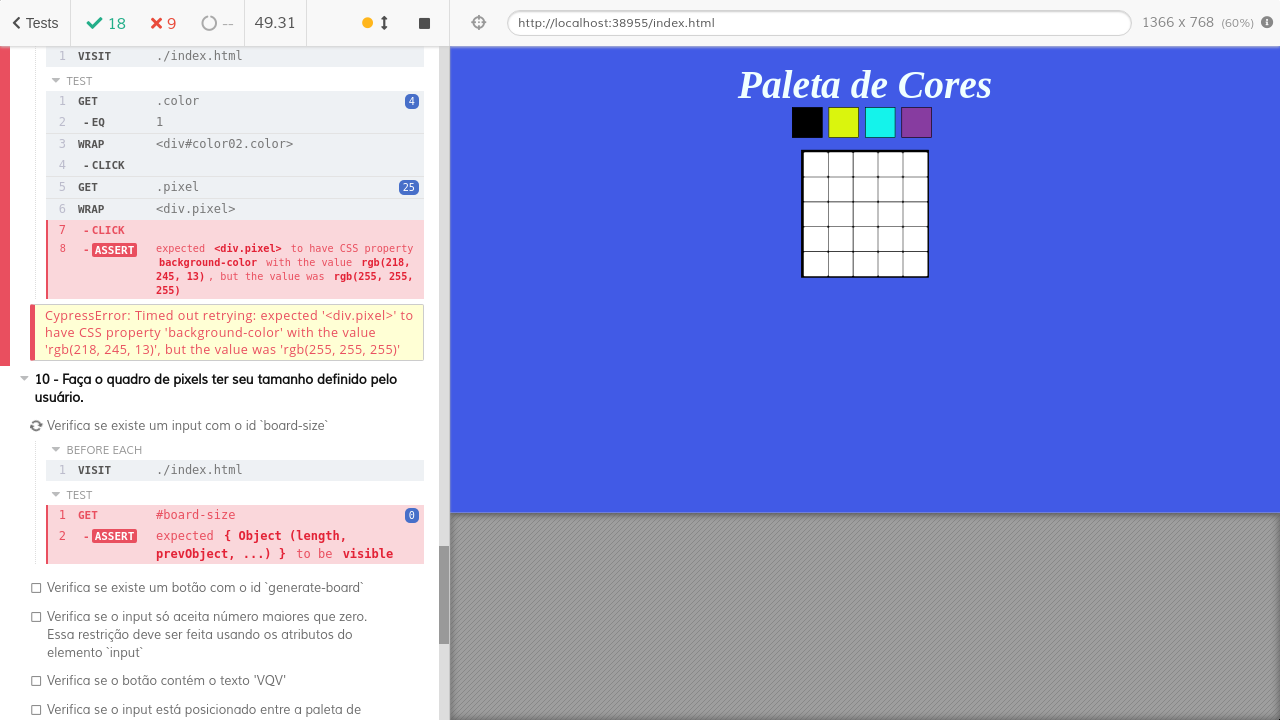 Tests 18 9 -- 49.31
http://localhost:38955/index.html 1366 x 768 (60%)
1 VISIT ./index.html
TEST
1 GET .color 4
2 - EQ 1
3 WRAP <div#color02.color>
4 - CLICK
5 GET .pixel 25
6 WRAP <div.pixel>
7 - CLICK
8 - ASSERT expected <div.pixel> to have CSS property
background-color with the value rgb(218,
245, 13), but the value was rgb(255, 255,
255)
CypressError: Timed out retrying: expected '<div.pixel>' to
have CSS property 'background-color' with the value
'rgb(218, 245, 13)', but the value was 'rgb(255, 255, 255)'
10 - Faça o quadro de pixels ter seu tamanho definido pelo
usuário.
Verifica se existe um input com o id `board-size`
BEFORE EACH
1 VISIT ./index.html
TEST
1 GET #board-size 0
2 - ASSERT expected { Object (length,
prevObject, ...) } to be visible
Verifica se existe um botão com o id `generate-board`
Verifica se o input só aceita número maiores que zero.
Essa restrição deve ser feita usando os atributos do
elemento `input`
Verifica se o botão contém o texto 'VQV'
Verifica se o input está posicionado entre a paleta de
Paleta de Cores